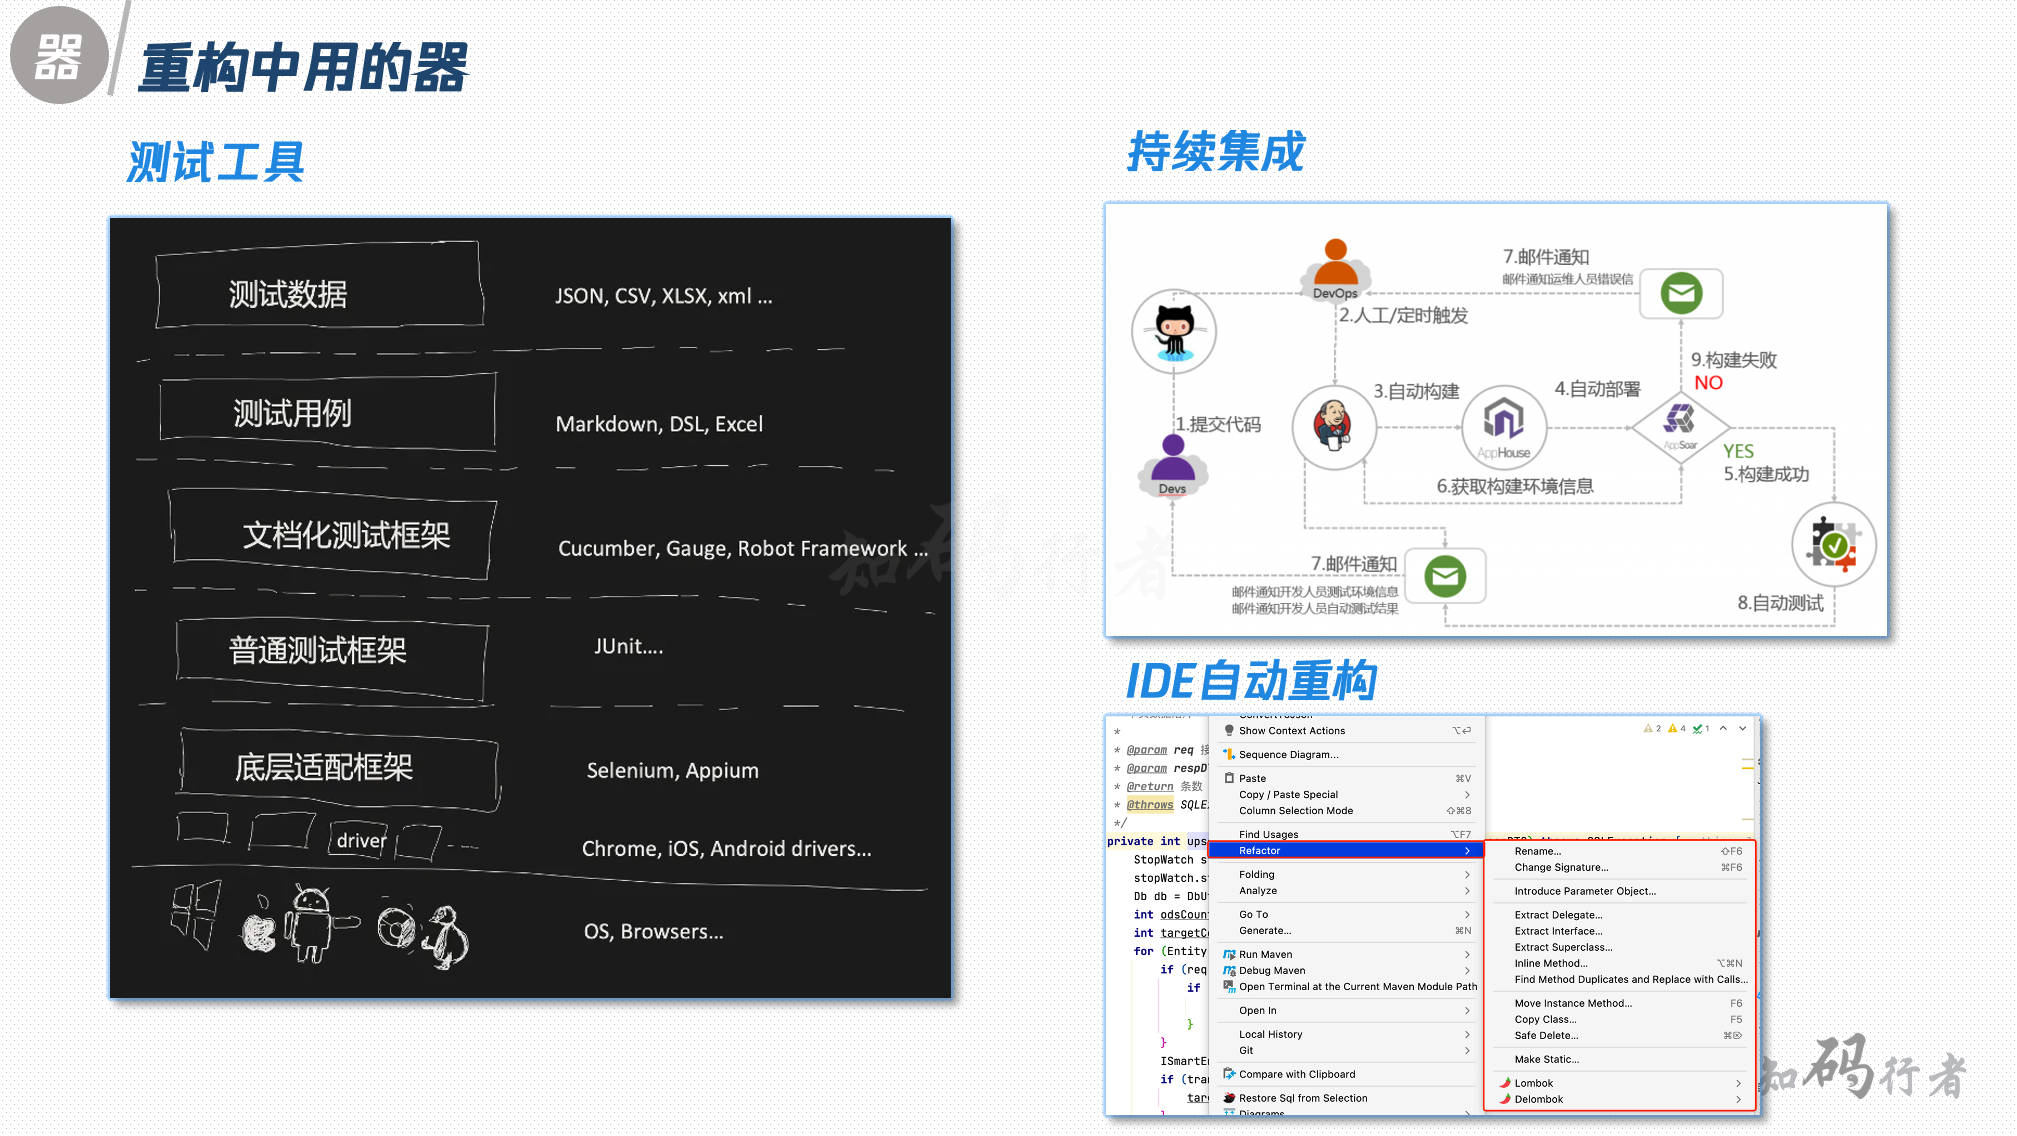 器
重构中用的器
测试工具
测试数据
JSON, CSV, XLSX, xml ...
测试用例
Markdown, DSL, Excel
文档化测试框架
Cucumber, Gauge, Robot Framework ...
普通测试框架
JUnit....
底层适配框架
Selenium, Appium
driver
Chrome, iOS, Android drivers...
OS, Browsers...
持续集成
7.邮件通知
邮件通知运维人员错误信
DevOps
2.人工/定时触发
9.构建失败
NO
3.自动构建
4.自动部署
1.提交代码
AppHouse
AppSoar
YES
5.构建成功
Devs
6.获取构建环境信息
7.邮件通知
邮件通知开发人员测试环境信息
邮件通知开发人员自动测试结果
8.自动测试
IDE自动重构
*
* @param req 接
* @param respD
* @return 条数
* @throws SQLE
*/
private int ups
StopWatch s
stopWatch.s
Db db = DbU
int odsCoun
int targetC
for (Entity
if (req
if
}
}
ISmartE
if (tra
tar
Show Context Actions ⌥⏎
Sequence Diagram...
Paste ⌘V
Copy / Paste Special
Column Selection Mode ⇧⌘8
Find Usages ⌥F7
Refactor
Folding
Analyze
Go To
Generate... ⌘N
Run Maven
Debug Maven
Open Terminal at the Current Maven Module Path
Open In
Local History
Git
Compare with Clipboard
Restore Sql from Selection
Diagrams
2 4 1
Rename... ⇧F6
Change Signature... ⌘F6
Introduce Parameter Object...
Extract Delegate...
Extract Interface...
Extract Superclass...
Inline Method... ⌥⌘N
Find Method Duplicates and Replace with Calls...
Move Instance Method... F6
Copy Class... F5
Safe Delete... ⌘⌦
Make Static...
Lombok
Delombok
知码行者
知码行者